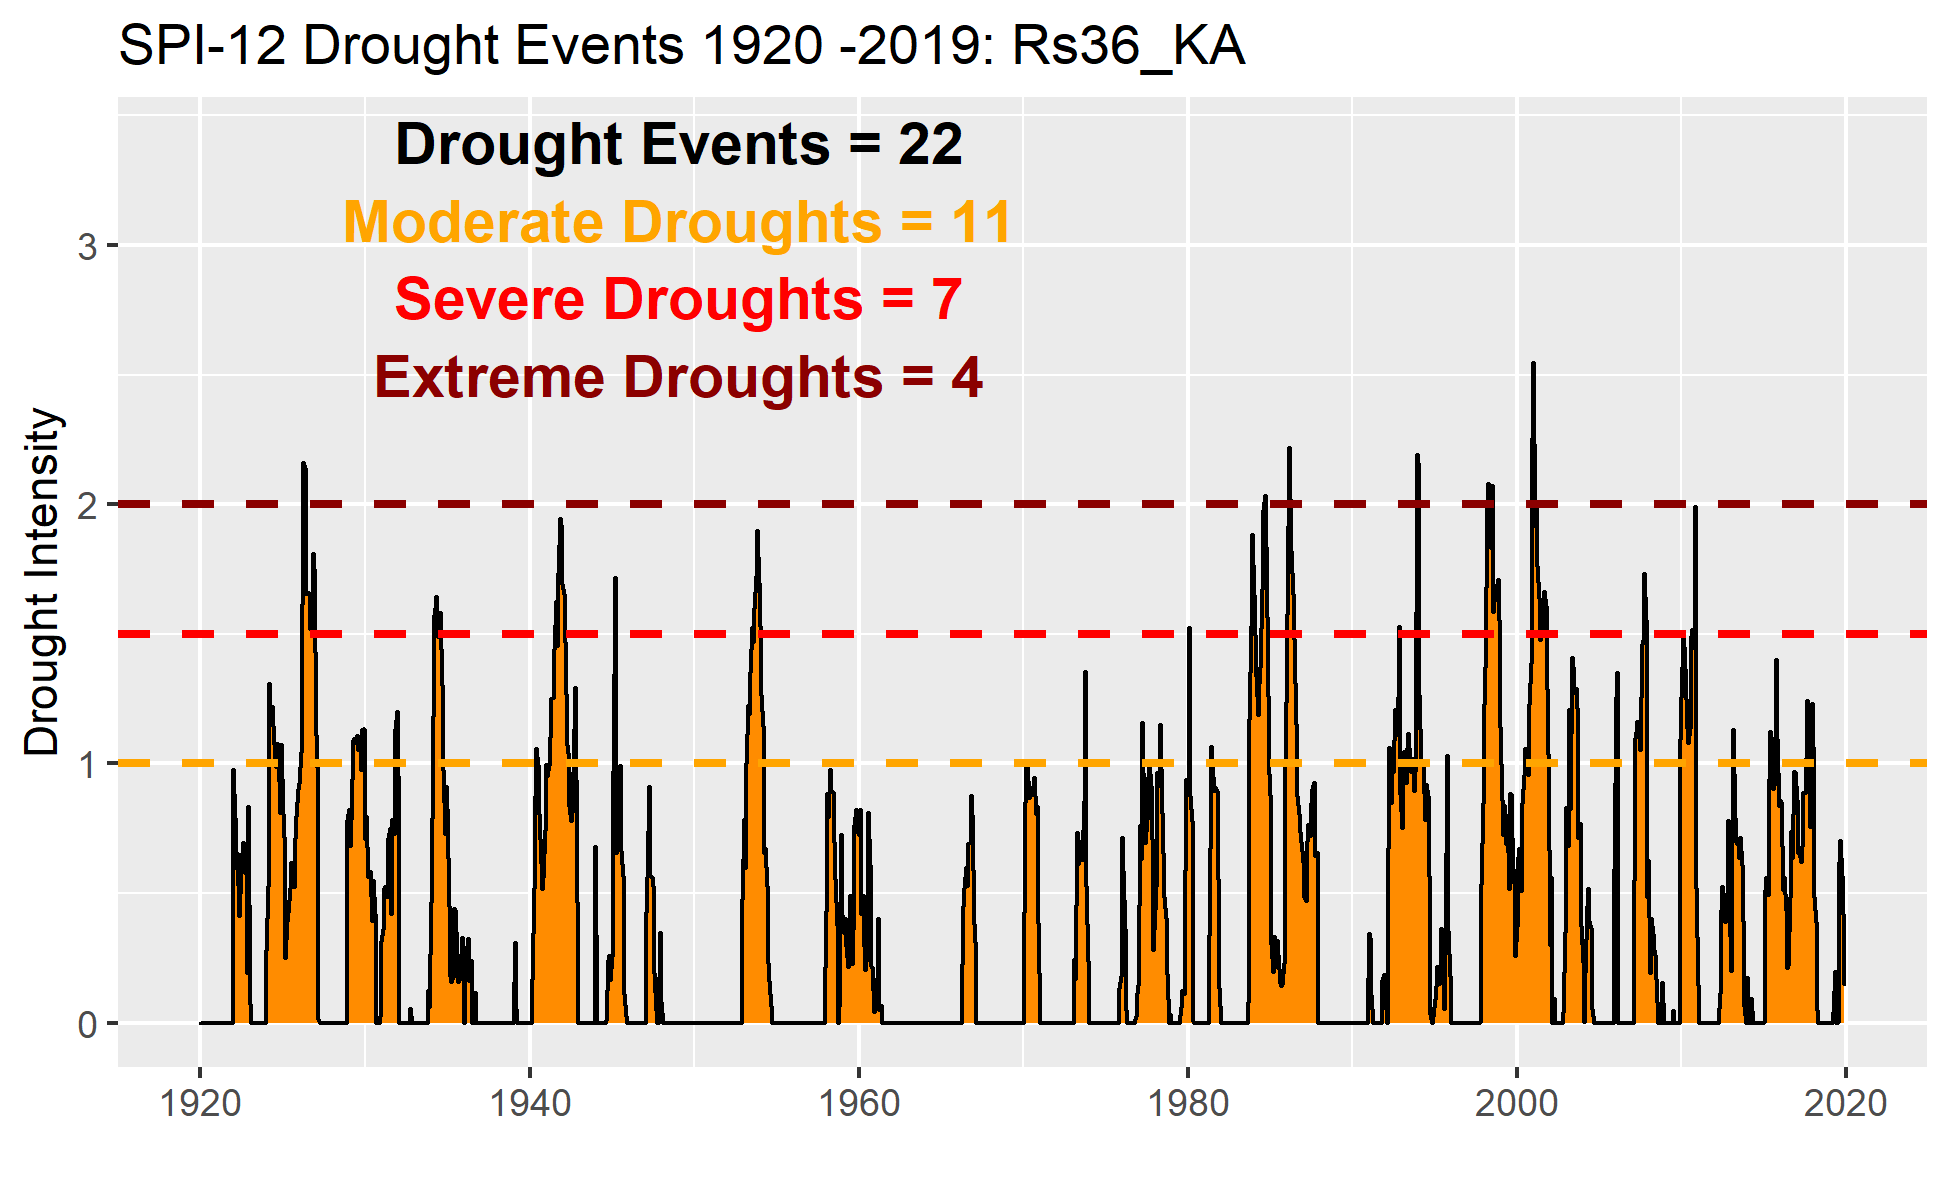 SPI-12 Drought Events 1920 -2019: Rs36_KA
Drought Events = 22
Moderate Droughts = 11
Severe Droughts = 7
Extreme Droughts = 4
Drought Intensity
3
2
1
0
1920 1940 1960 1980 2000 2020